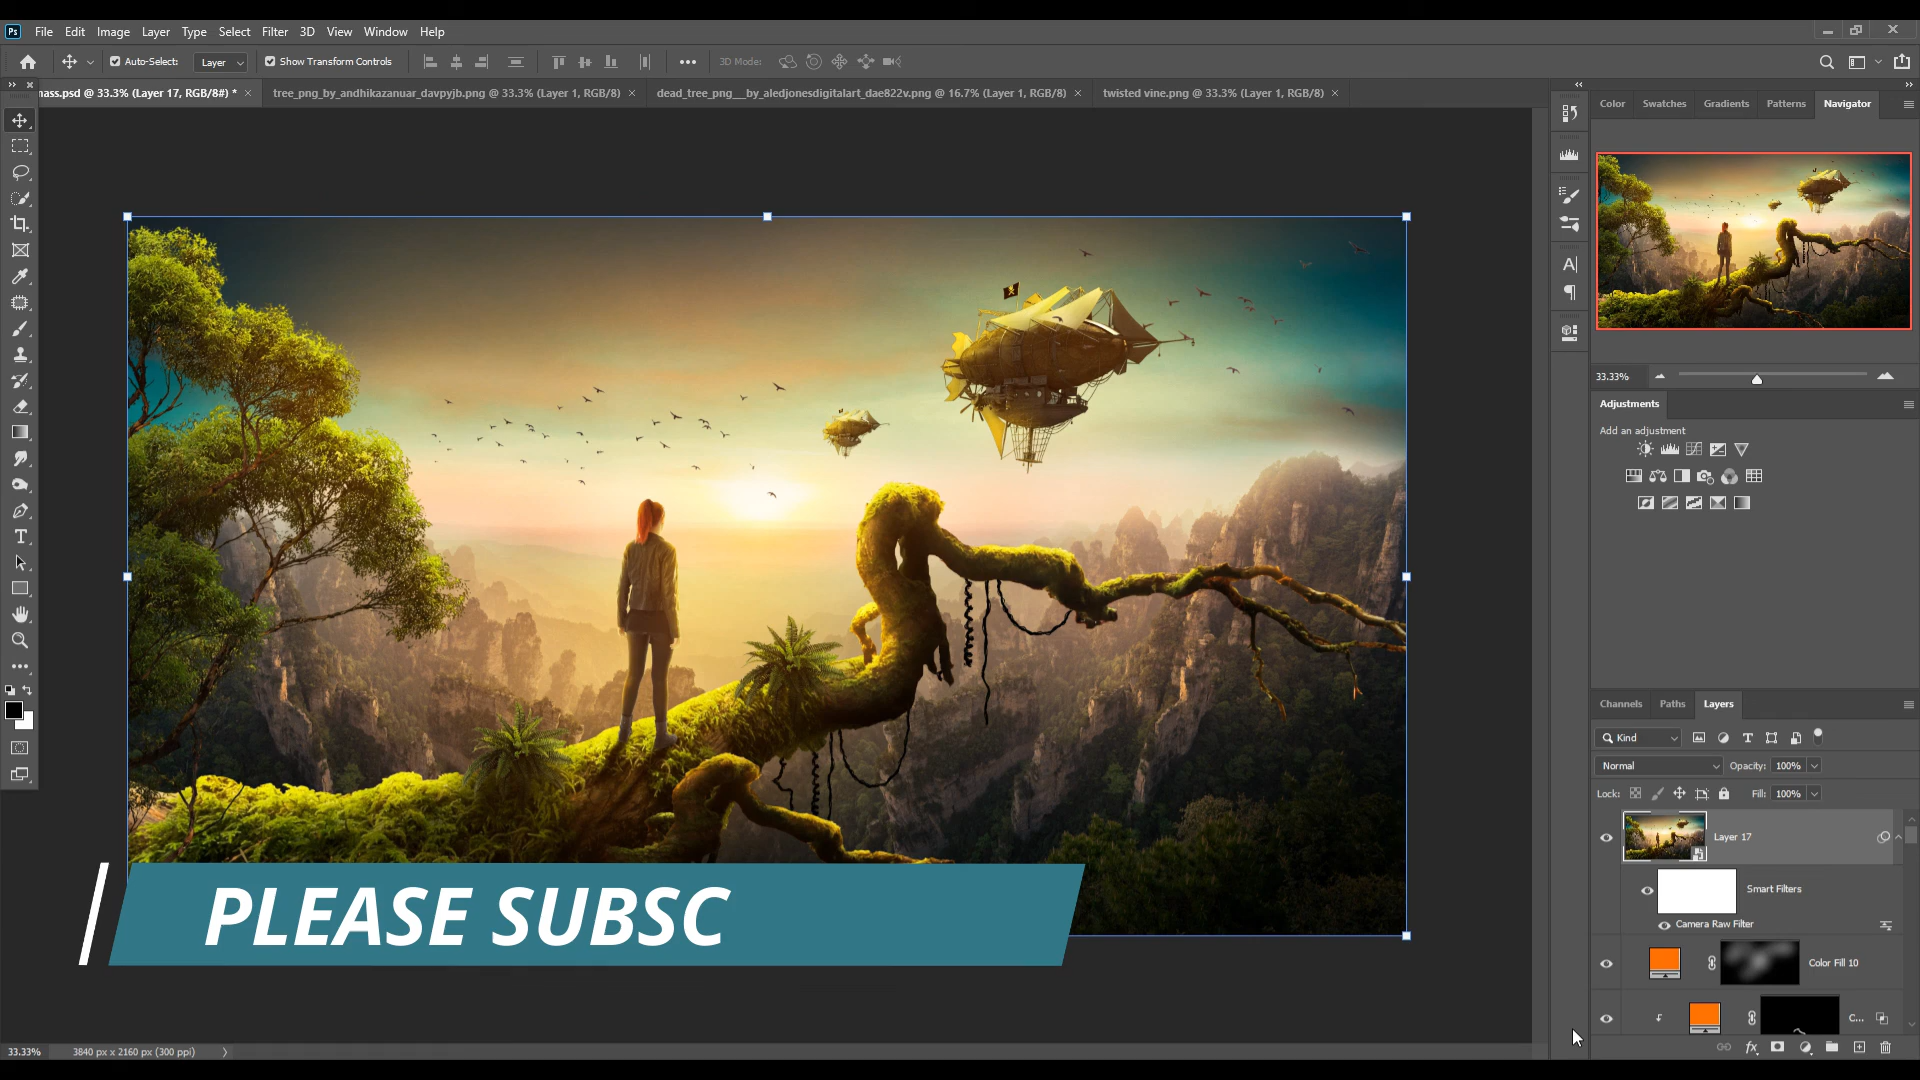 Ps File Edit Image Layer Type Select Filter 3D View Window Help
Auto-Select: Layer Show Transform Controls 3D Mode:
ass.psd @ 33.3% (Layer 17, RGB/8#) *
tree_png_by_andhikazanuar_davpyjb.png @ 33.3% (Layer 1, RGB/8)
dead_tree_png__by_aledjonesdigitalart_dae822v.png @ 16.7% (Layer 1, RGB/8)
twisted vine.png @ 33.3% (Layer 1, RGB/8)
Color Swatches Gradients Patterns Navigator
33.33%
Adjustments
Add an adjustment
Channels Paths Layers
Kind
Normal Opacity: 100%
Lock: Fill: 100%
Layer 17
Smart Filters
Camera Raw Filter
Color Fill 10
C...
PLEASE SUBSC
33.33% 3840 px x 2160 px (300 ppi)